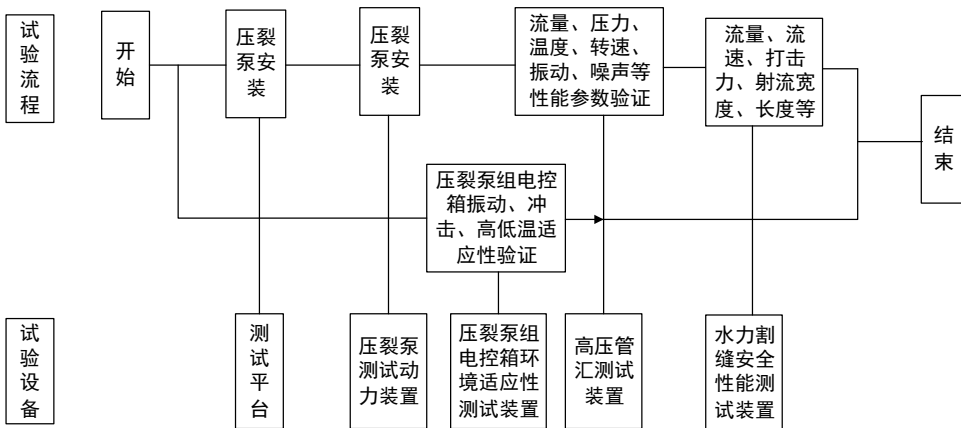 试
验
流
程
开
始
压裂
泵安
装
压裂
泵安
装
流量、压力、
温度、转速、
振动、噪声等
性能参数验证
流量、流
速、打击
力、射流宽
度、长度等
结
束
压裂泵组电控
箱振动、冲
击、高低温适
应性验证
试
验
设
备
测
试
平
台
压裂泵
测试动
力装置
压裂泵组
电控箱环
境适应性
测试装置
高压管
汇测试
装置
水力割
缝安全
性能测
试装置